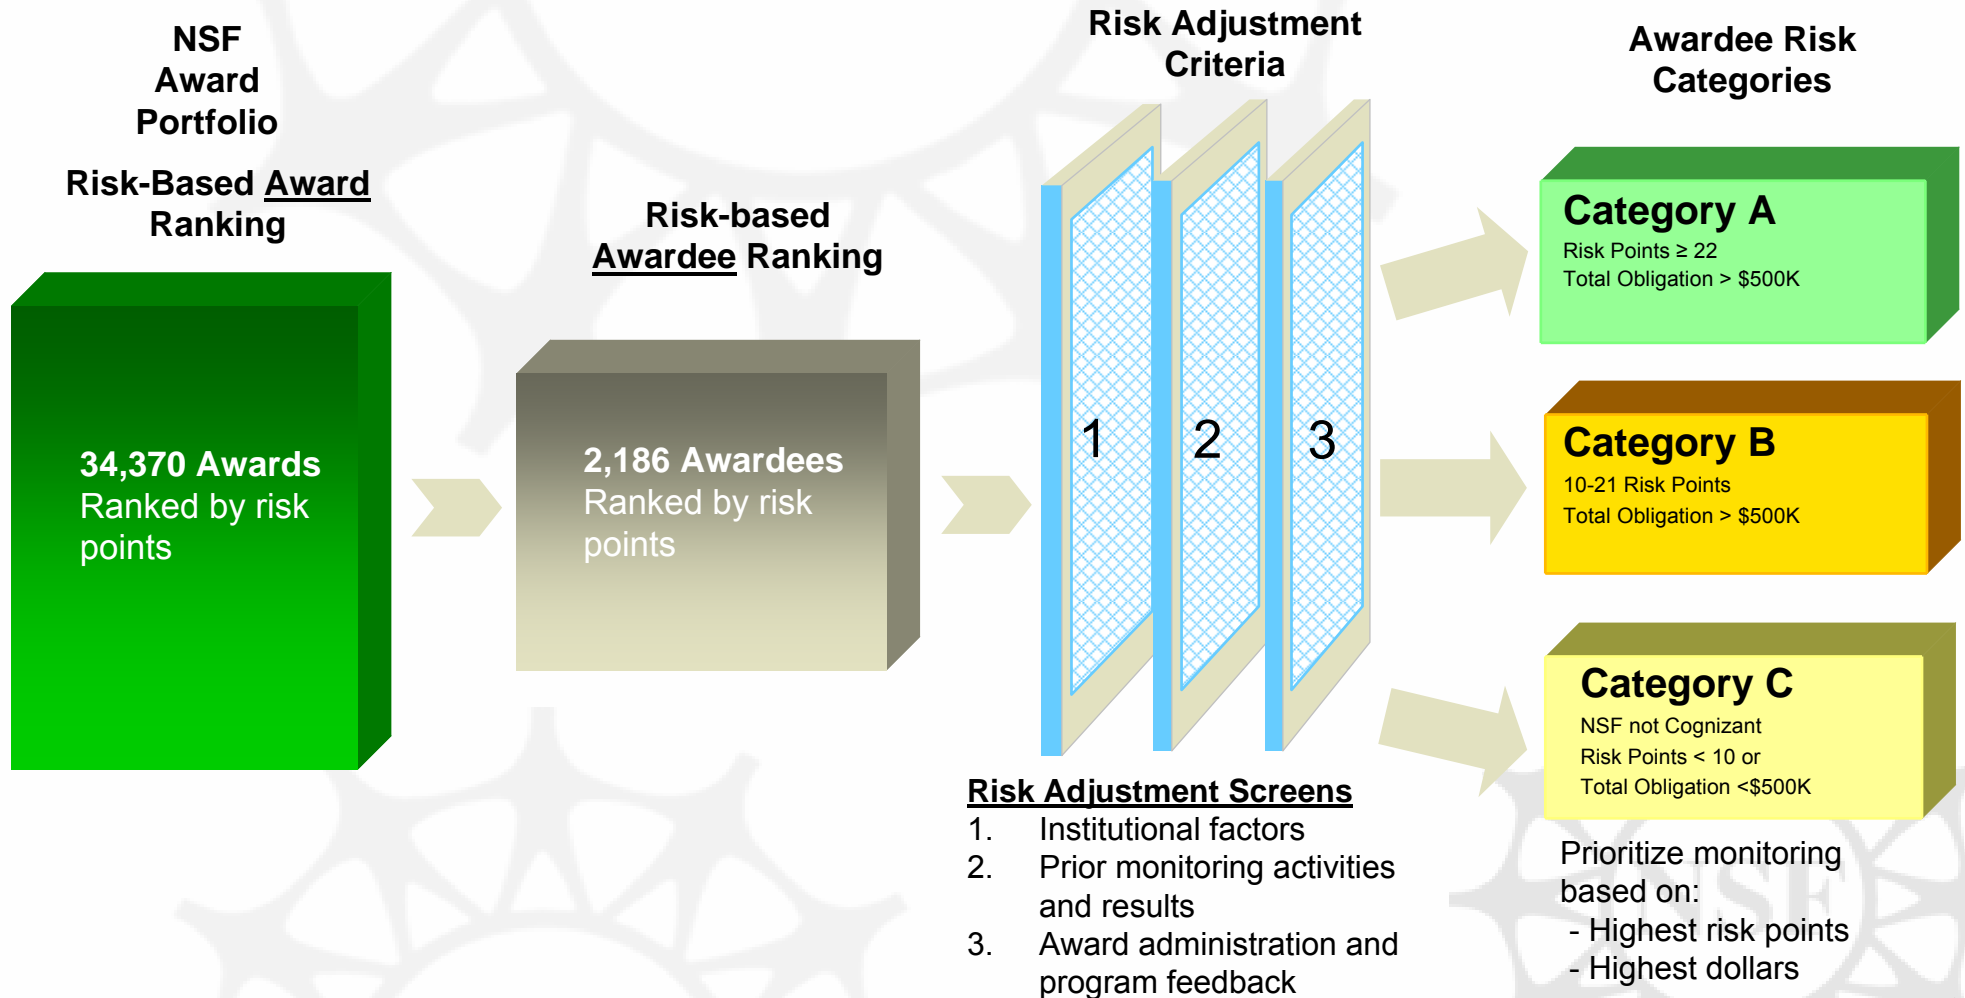 NSF
Award
Portfolio
Risk-Based Award
Ranking
34,370 Awards
Ranked by risk
points
Risk-based
Awardee Ranking
2,186 Awardees
Ranked by risk
points
Risk Adjustment
Criteria
1
2
3
Risk Adjustment Screens
1. Institutional factors
2. Prior monitoring activities
and results
3. Award administration and
program feedback
Awardee Risk
Categories
Category A
Risk Points ≥ 22
Total Obligation > $500K
Category B
10-21 Risk Points
Total Obligation > $500K
Category C
NSF not Cognizant
Risk Points < 10 or
Total Obligation <$500K
Prioritize monitoring
based on:
- Highest risk points
- Highest dollars
NSF